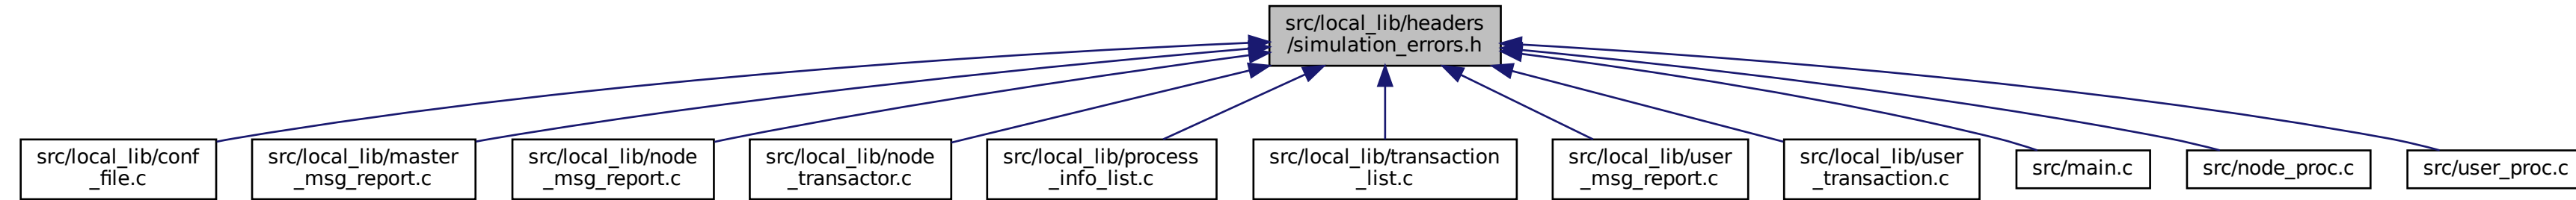 src/local_lib/headers
/simulation_errors.h
src/local_lib/conf
_file.c
src/local_lib/master
_msg_report.c
src/local_lib/node
_msg_report.c
src/local_lib/node
_transactor.c
src/local_lib/process
_info_list.c
src/local_lib/transaction
_list.c
src/local_lib/user
_msg_report.c
src/local_lib/user
_transaction.c
src/main.c
src/node_proc.c
src/user_proc.c